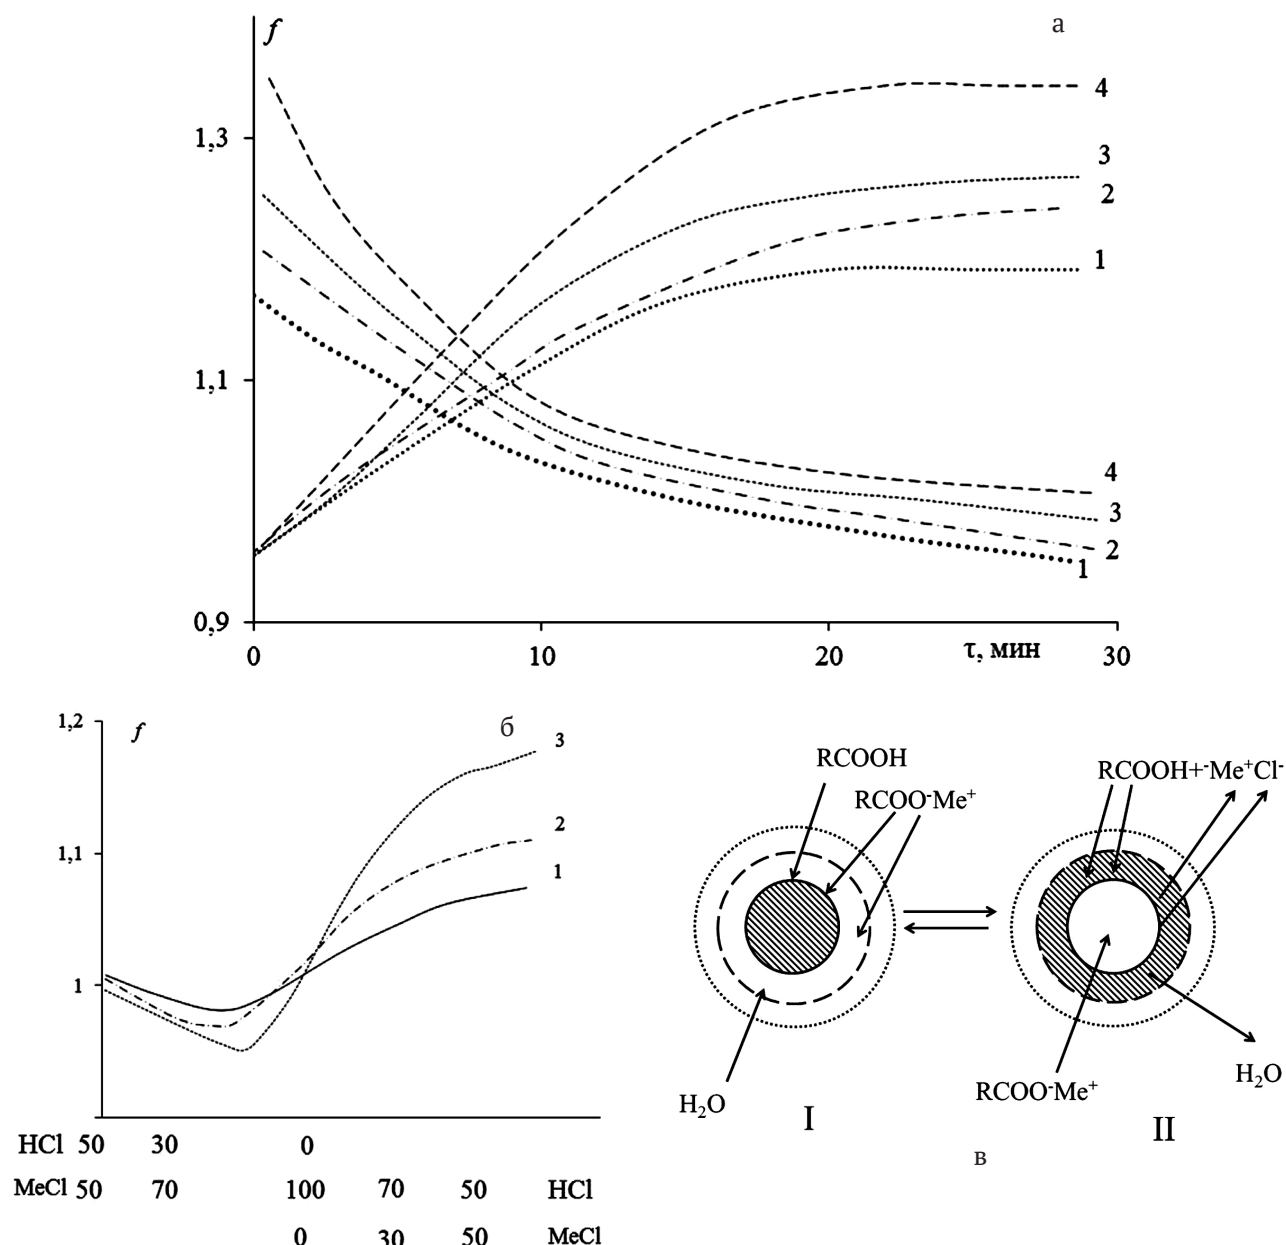 f
а
4
1,3
3
2
1
1,1
4
3
2
1
0,9
0
10
20
τ, мин
30
1,2
f
б
3
2
1,1
1
1
RCOOH
RCOO-Me+
RCOOH+-Me+Cl-
H2O
RCOO-Me+
H2O
I
II
в
HCl 50 30 0
MeCl 50 70 100 70 50 HCl
0 30 50 MeCl